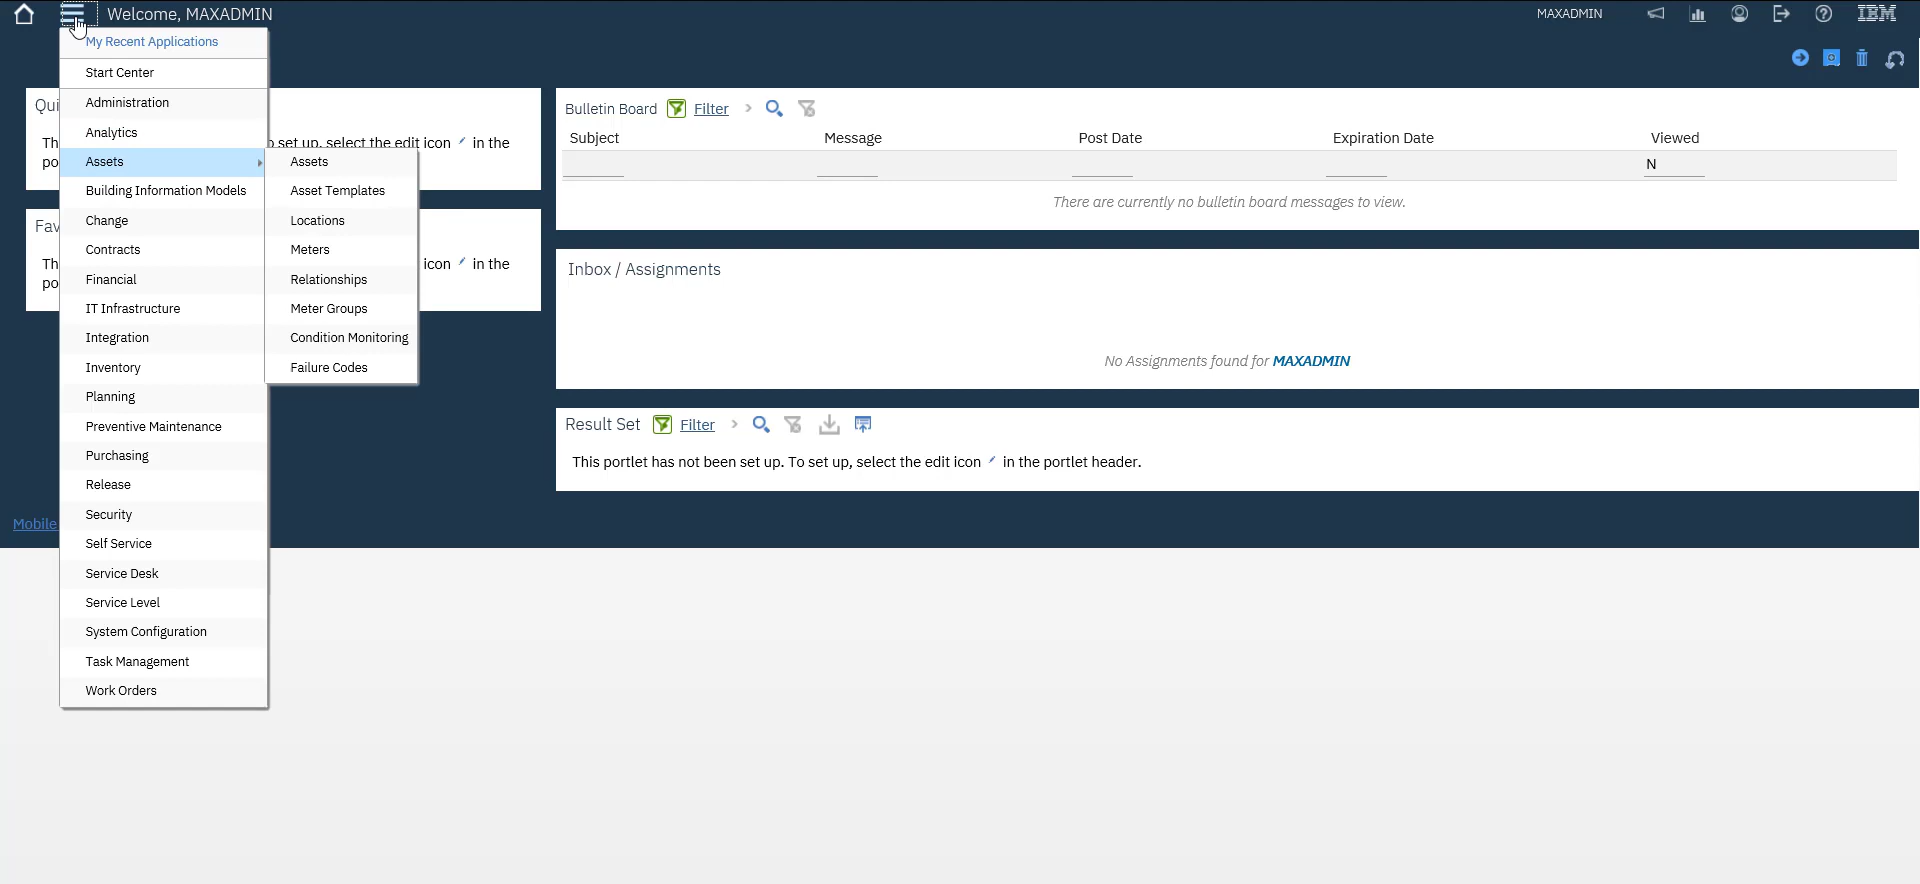 Welcome, MAXADMIN
MAXADMIN
IBM
My Recent Applications
Start Center
Administration
Analytics
Assets
Building Information Models
Change
Contracts
Financial
IT Infrastructure
Integration
Inventory
Planning
Preventive Maintenance
Purchasing
Release
Security
Self Service
Service Desk
Service Level
System Configuration
Task Management
Work Orders
Assets
Asset Templates
Locations
Meters
Relationships
Meter Groups
Condition Monitoring
Failure Codes
Qui
Th
set up, select the edit icon in the
po
Fav
Th
icon in the
po
Mobile
Bulletin Board Filter
Subject Message Post Date Expiration Date Viewed
N
There are currently no bulletin board messages to view.
Inbox / Assignments
No Assignments found for MAXADMIN
Result Set Filter
This portlet has not been set up. To set up, select the edit icon in the portlet header.